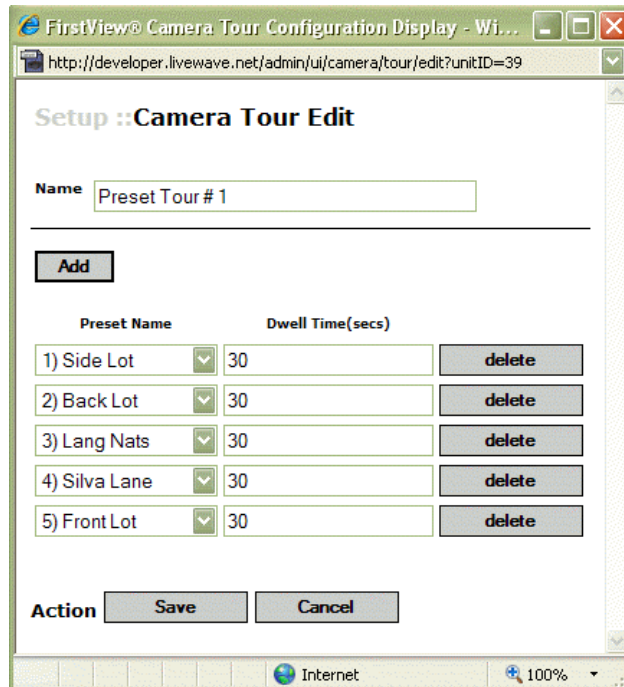 FirstView® Camera Tour Configuration Display - Wi...
http://developer.livewave.net/admin/ui/camera/tour/edit?unitID=39
Setup ::Camera Tour Edit
Name Preset Tour # 1
Add
Preset Name Dwell Time(secs)
1) Side Lot 30 delete
2) Back Lot 30 delete
3) Lang Nats 30 delete
4) Silva Lane 30 delete
5) Front Lot 30 delete
Action Save Cancel
Internet 100%